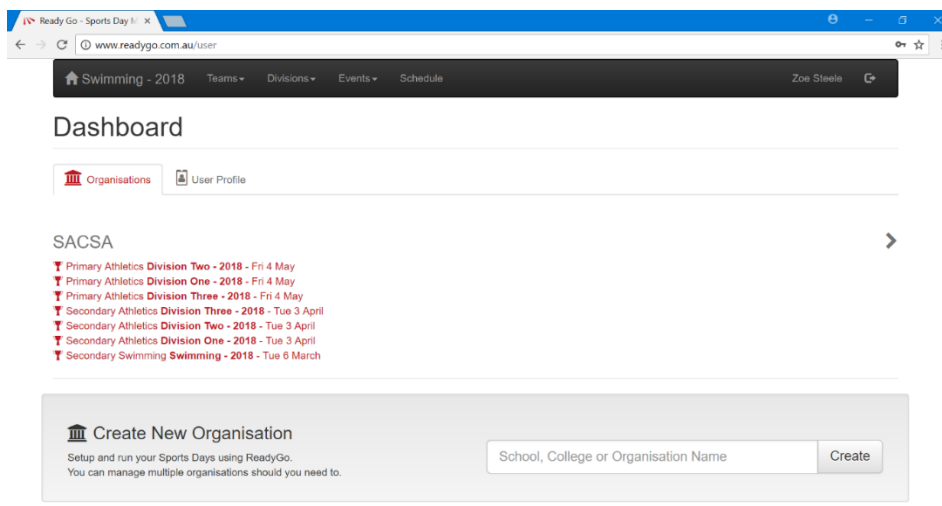 Ready Go - Sports Day
www.readygo.com.au/user
Swimming - 2018 Teams Divisions Events Schedule Zoe Steele
Dashboard
Organisations User Profile
SACSA
Primary Athletics Division Two - 2018 - Fri 4 May
Primary Athletics Division One - 2018 - Fri 4 May
Primary Athletics Division Three - 2018 - Fri 4 May
Secondary Athletics Division Three - 2018 - Tue 3 April
Secondary Athletics Division Two - 2018 - Tue 3 April
Secondary Athletics Division One - 2018 - Tue 3 April
Secondary Swimming Swimming - 2018 - Tue 6 March
Create New Organisation
Setup and run your Sports Days using ReadyGo.
You can manage multiple organisations should you need to.
School, College or Organisation Name Create